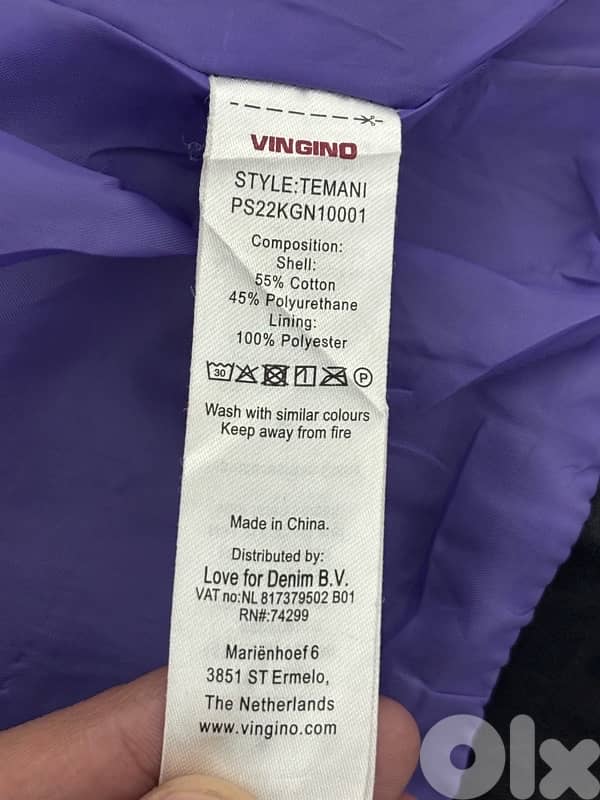 VINGINO
STYLE:TEMANI
PS22KGN10001
Composition:
Shell:
55% Cotton
45% Polyurethane
Lining:
100% Polyester
30 P
Wash with similar colours
Keep away from fire
Made in China.
Distributed by:
Love for Denim B.V.
VAT no:NL 817379502 B01
RN#:74299
Mariënhoef 6
3851 ST Ermelo,
The Netherlands
www.vingino.com
Olx